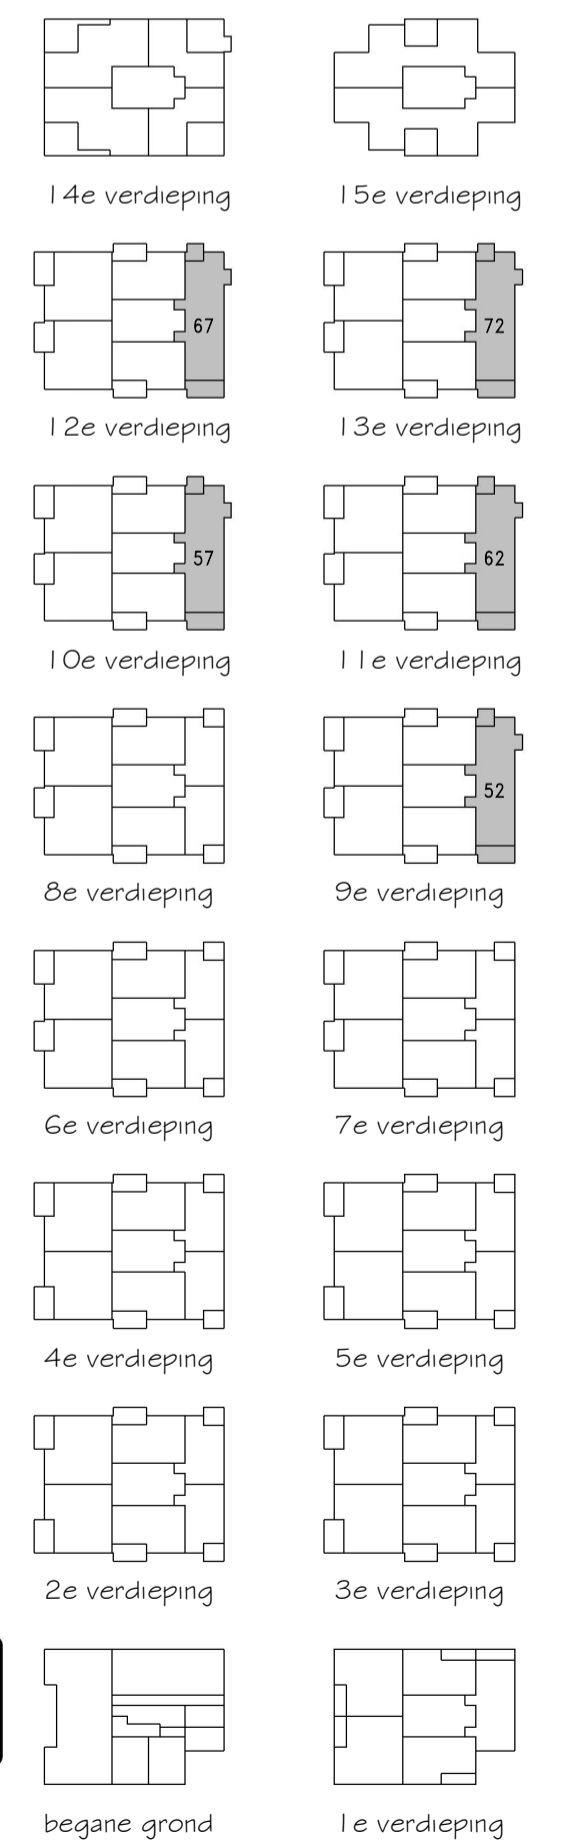 14e verdieping 15e verdieping
67 72
12e verdieping 13e verdieping
57 62
10e verdieping 11e verdieping
52
8e verdieping 9e verdieping
6e verdieping 7e verdieping
4e verdieping 5e verdieping
2e verdieping 3e verdieping
begane grond 1e verdieping